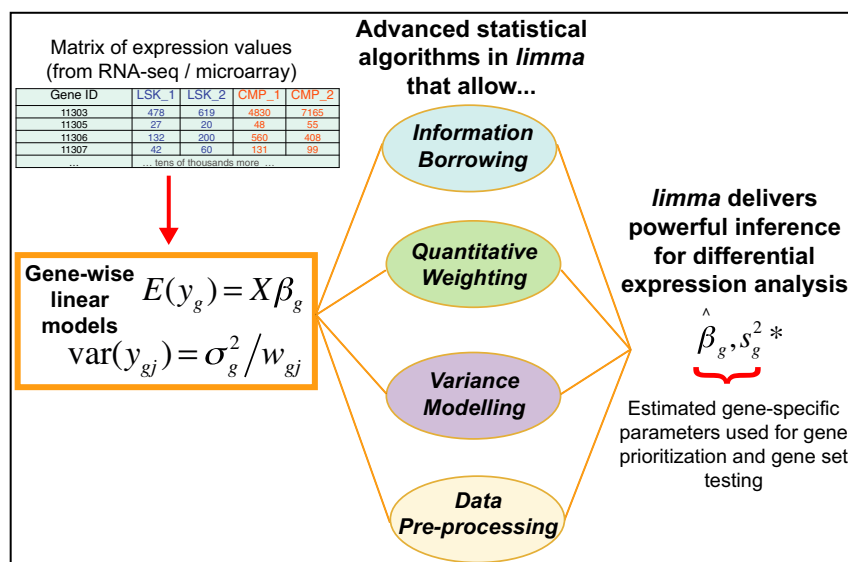 Matrix of expression values
(from RNA-seq / microarray)
Gene ID LSK_1 LSK_2 CMP_1 CMP_2
11303 478 619 4830 7165
11305 27 20 48 55
11306 132 200 560 408
11307 42 60 131 99
... ... tens of thousands more ...
Gene-wise
linear
models
E(y_g) = Xβ_g
var(y_{gj}) = σ_g^2/w_{gj}
Advanced statistical
algorithms in limma
that allow...
Information
Borrowing
Quantitative
Weighting
Variance
Modelling
Data
Pre-processing
limma delivers
powerful inference
for differential
expression analysis
β̂_g, s_g^2 *
Estimated gene-specific
parameters used for gene
prioritization and gene set
testing